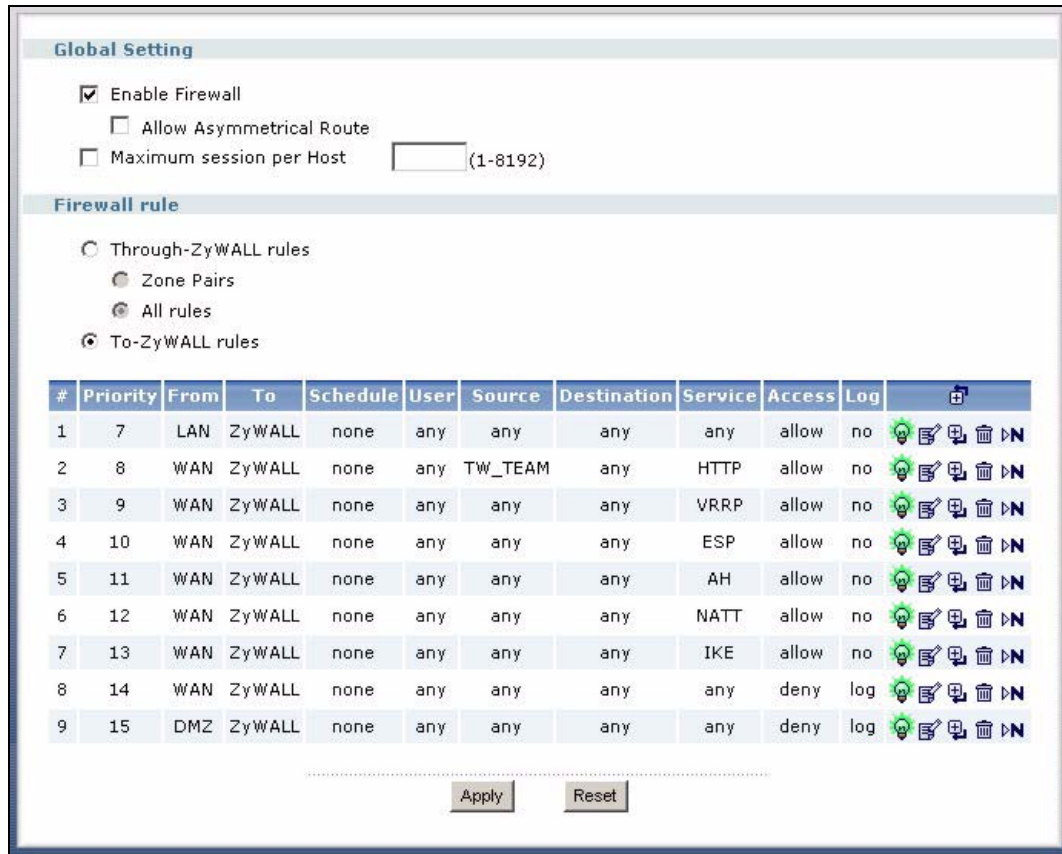 Global Setting
Enable Firewall
Allow Asymmetrical Route
Maximum session per Host (1-8192)
Firewall rule
Through-ZyWALL rules
Zone Pairs
All rules
To-ZyWALL rules
# Priority From To Schedule User Source Destination Service Access Log
1 7 LAN ZyWALL none any any any any allow no N
2 8 WAN ZyWALL none any TW_TEAM any HTTP allow no N
3 9 WAN ZyWALL none any any any VRRP allow no N
4 10 WAN ZyWALL none any any any ESP allow no N
5 11 WAN ZyWALL none any any any AH allow no N
6 12 WAN ZyWALL none any any any NATT allow no N
7 13 WAN ZyWALL none any any any IKE allow no N
8 14 WAN ZyWALL none any any any any deny log N
9 15 DMZ ZyWALL none any any any any deny log N
Apply Reset